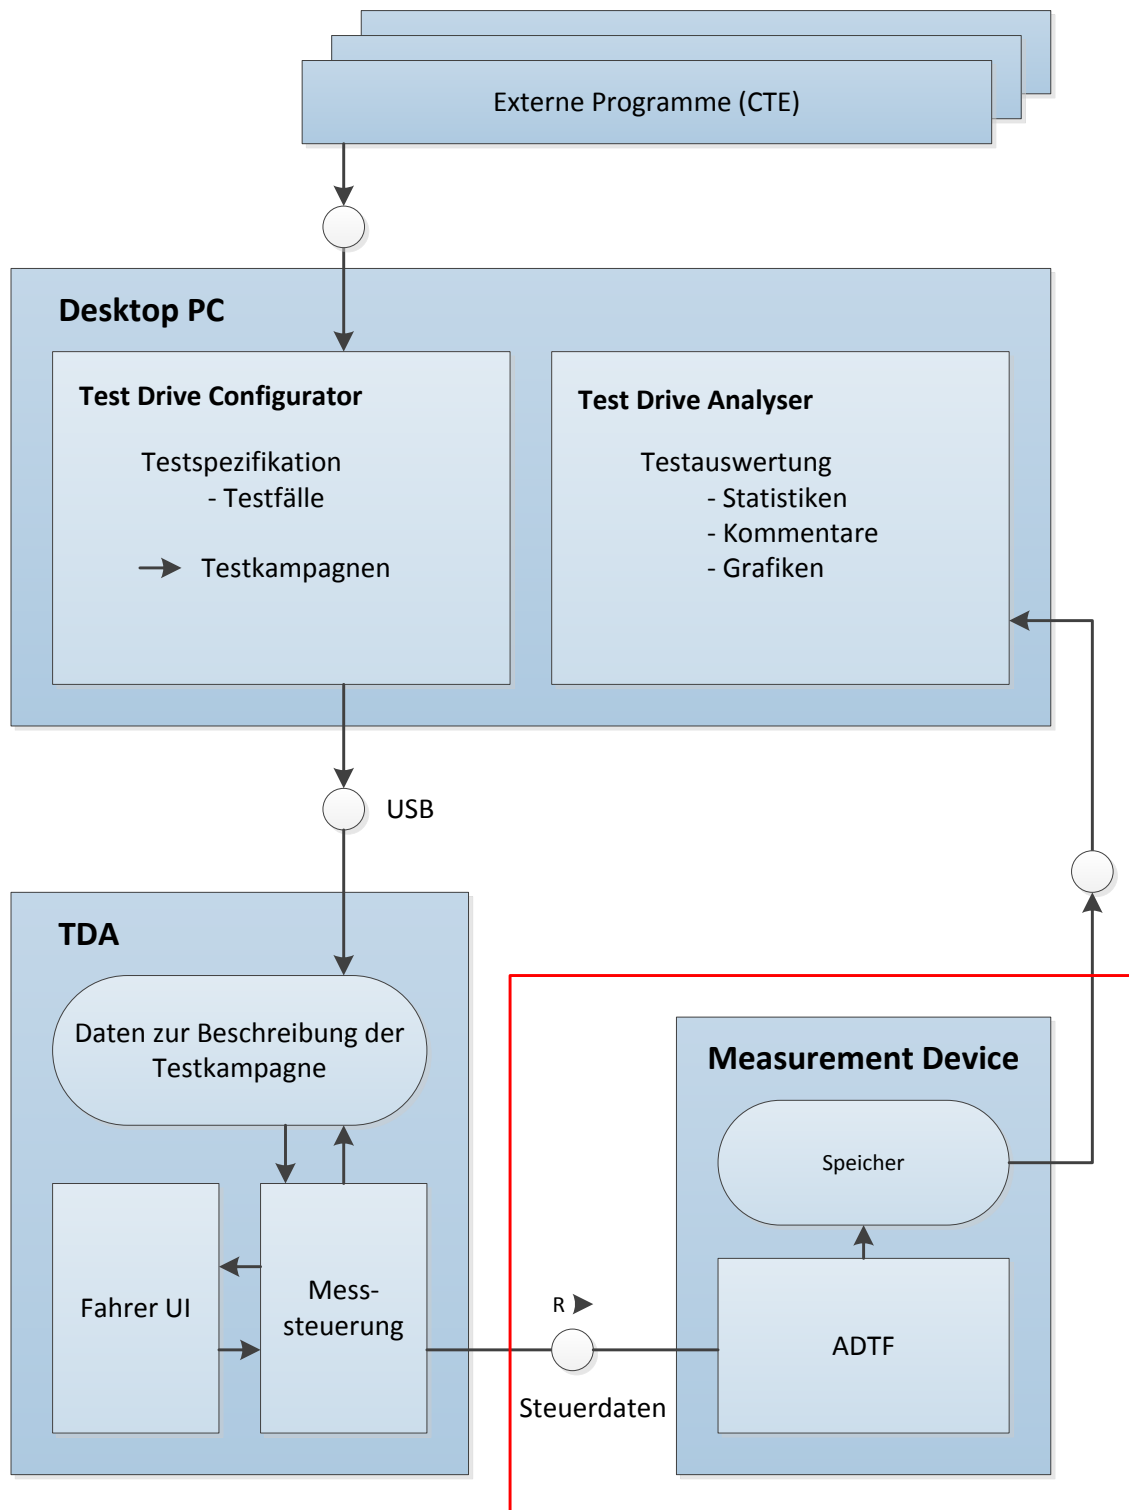 Externe Programme (CTE)
Desktop PC
Test Drive Configurator
Testspezifikation
- Testfälle
Testkampagnen
Test Drive Analyser
Testauswertung
- Statistiken
- Kommentare
- Grafiken
USB
TDA
Daten zur Beschreibung der
Testkampagne
Fahrer UI
Mess-
steuerung
R
Steuerdaten
Measurement Device
Speicher
ADTF